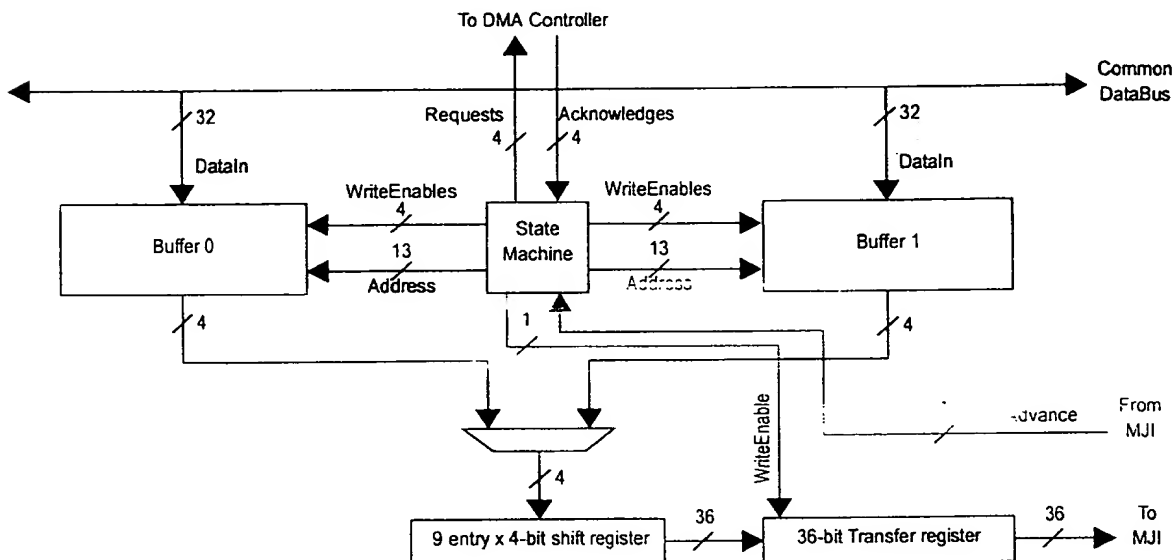 To DMA Controller
Common
DataBus
32
Requests
4
Acknowledges
4
32
DataIn
DataIn
WriteEnables
4
WriteEnables
4
Buffer 0
State
Machine
Buffer 1
13
Address
13
Address
4
1
4
WriteEnable
From
MJI
4
9 entry x 4-bit shift register
36
36-bit Transfer register
36
To
MJI